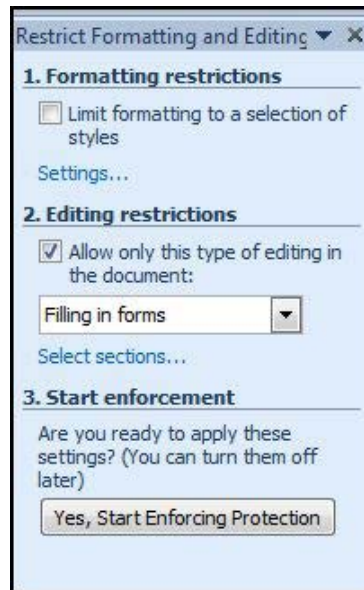 Restrict Formatting and Editing
1. Formatting restrictions
Limit formatting to a selection of
styles
Settings...
2. Editing restrictions
Allow only this type of editing in
the document:
Filling in forms
Select sections...
3. Start enforcement
Are you ready to apply these
settings? (You can turn them off
later)
Yes, Start Enforcing Protection